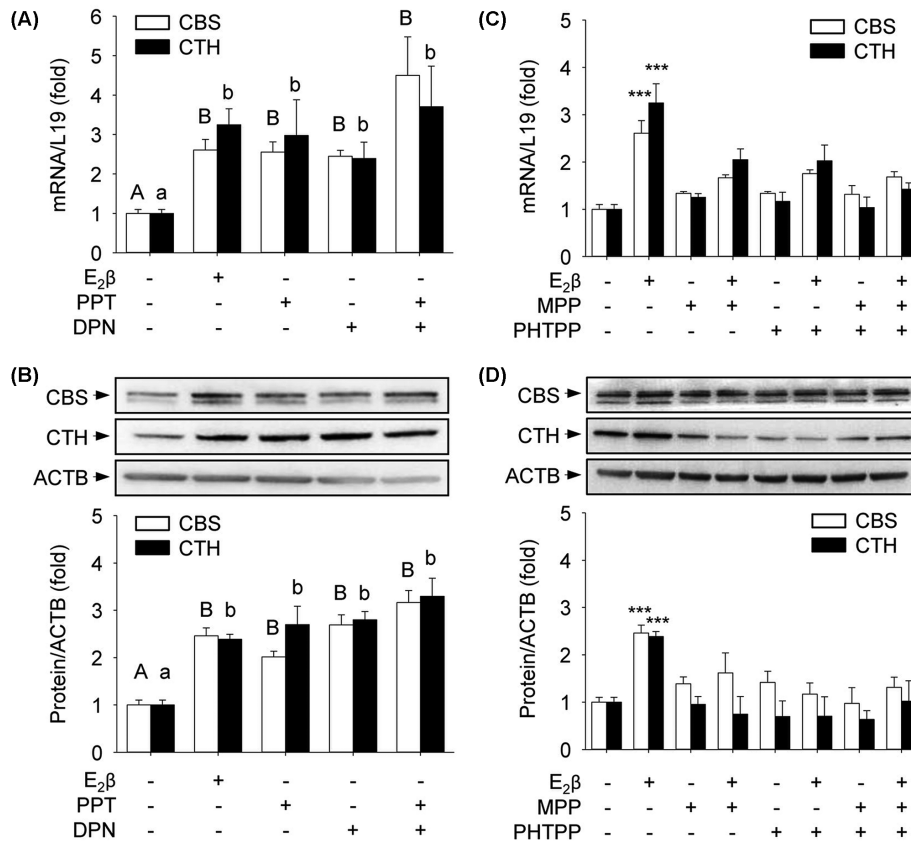 (A)
CBS
CTH
mRNA/L19 (fold)
6
5
4
3
2
1
0
A a
B b
B b
B b
B b
E₂β - + - - -
PPT - - + - +
DPN - - - + +
(B)
CBS
CTH
ACTB
CBS
CTH
Protein/ACTB (fold)
5
4
3
2
1
0
A a
B b
B b
B b
B b
E₂β - + - - -
PPT - - + - +
DPN - - - + +
(C)
CBS
CTH
mRNA/L19 (fold)
5
4
3
2
1
0
*** ***
E₂β - + - + - + - +
MPP - - + + - - + +
PHTPP - - - - + + + +
(D)
CBS
CTH
ACTB
CBS
CTH
Protein/ACTB (fold)
5
4
3
2
1
0
*** ***
E₂β - + - + - + - +
MPP - - + + - - + +
PHTPP - - - - + + + +